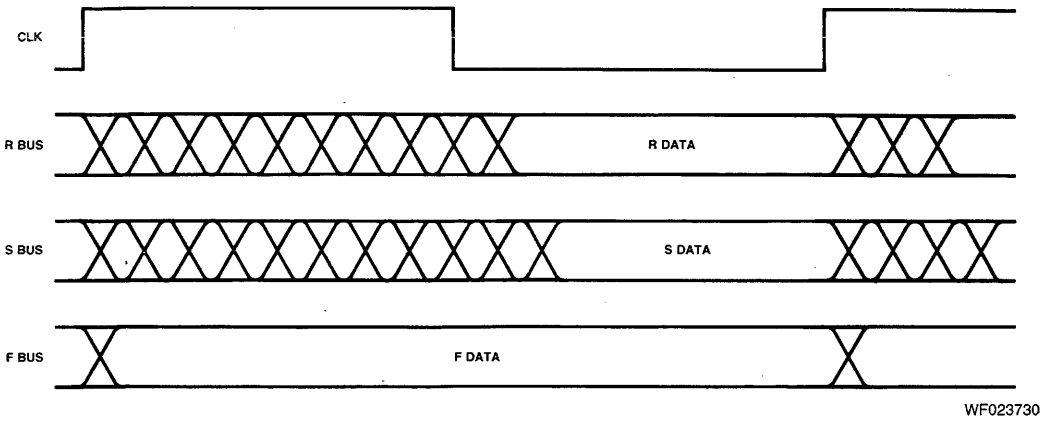 CLK
R BUS
R DATA
S BUS
S DATA
F BUS
F DATA
WF023730